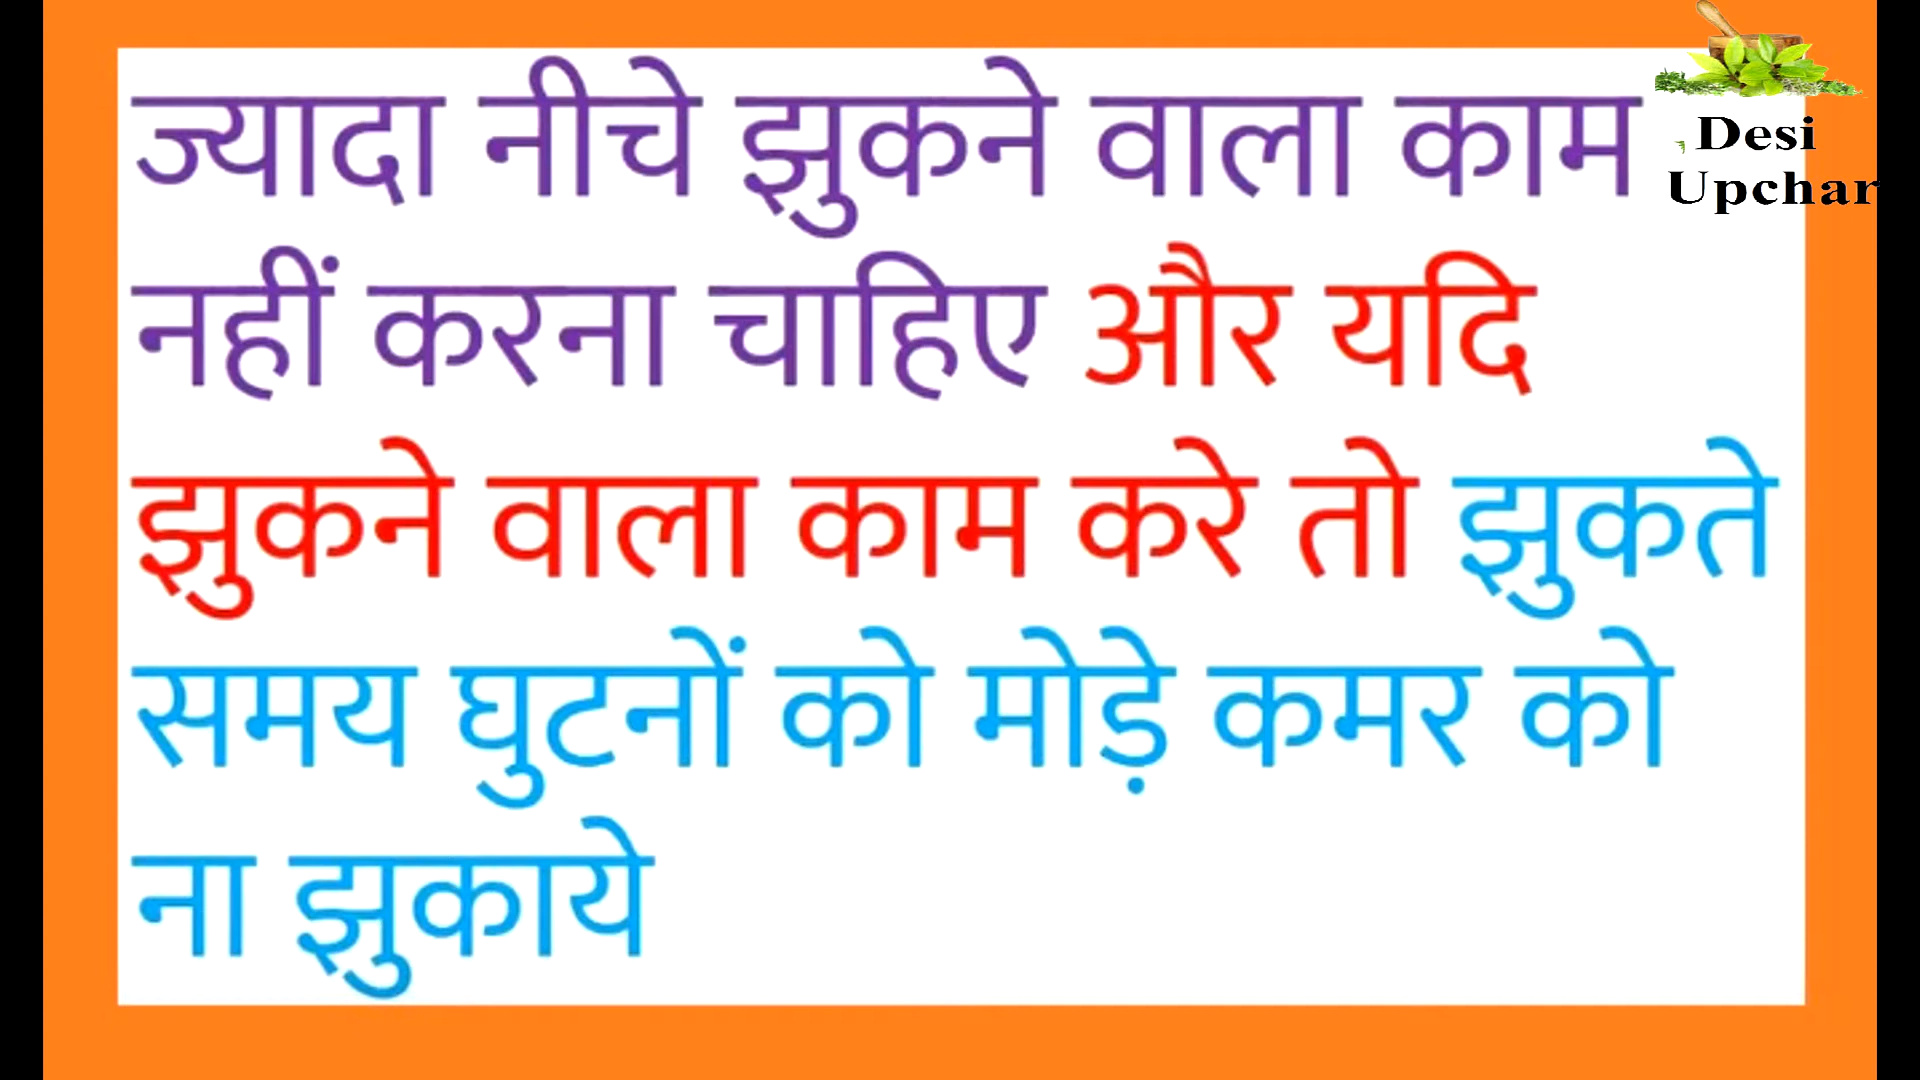 ज्यादा नीचे झुकने वाला काम
नहीं करना चाहिए और यदि
झुकने वाला काम करे तो झुकते
समय घुटनों को मोड़े कमर को
ना झुकाये
Desi
Upchar